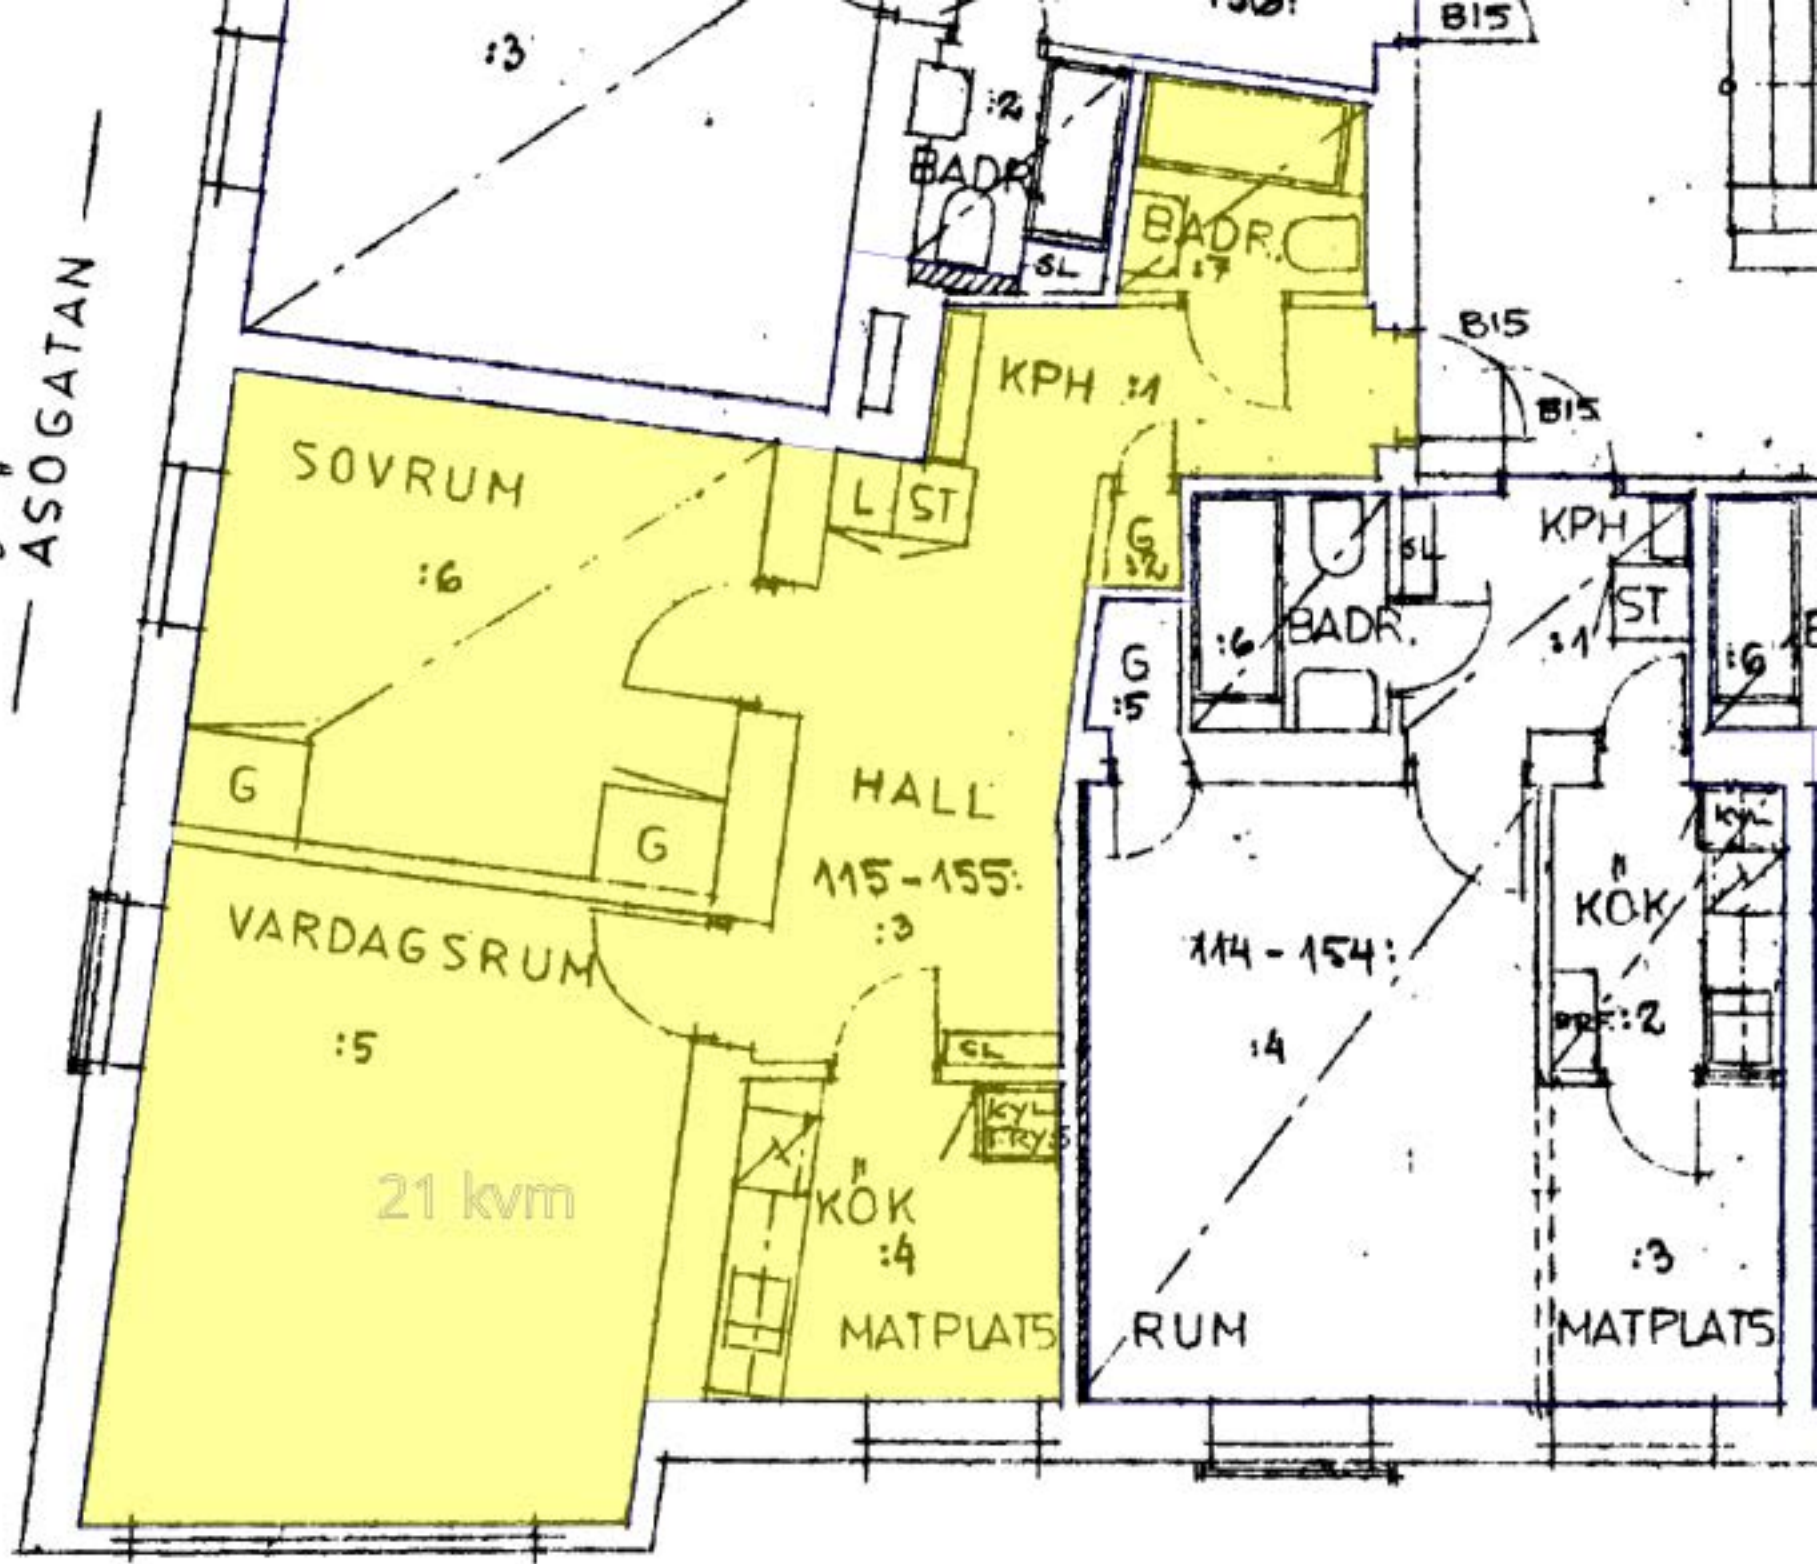 B15
:3
:2
BADR.
SL
BADR.
:7
ÅSÖGATAN
KPH :1
B15
B15
SOVRUM
:6
L ST
G
:2
G
:5
:6
BADR.
SL
KPH
ST
:1
:6
G
G
HALL
115-155:
:3
VARDAGSRUM
:5
KYL
KÖK
:2
114-154:
:4
SL
KYL
FRYS
21 kvm
KÖK
:4
MATPLATS
RUM
:3
MATPLATS